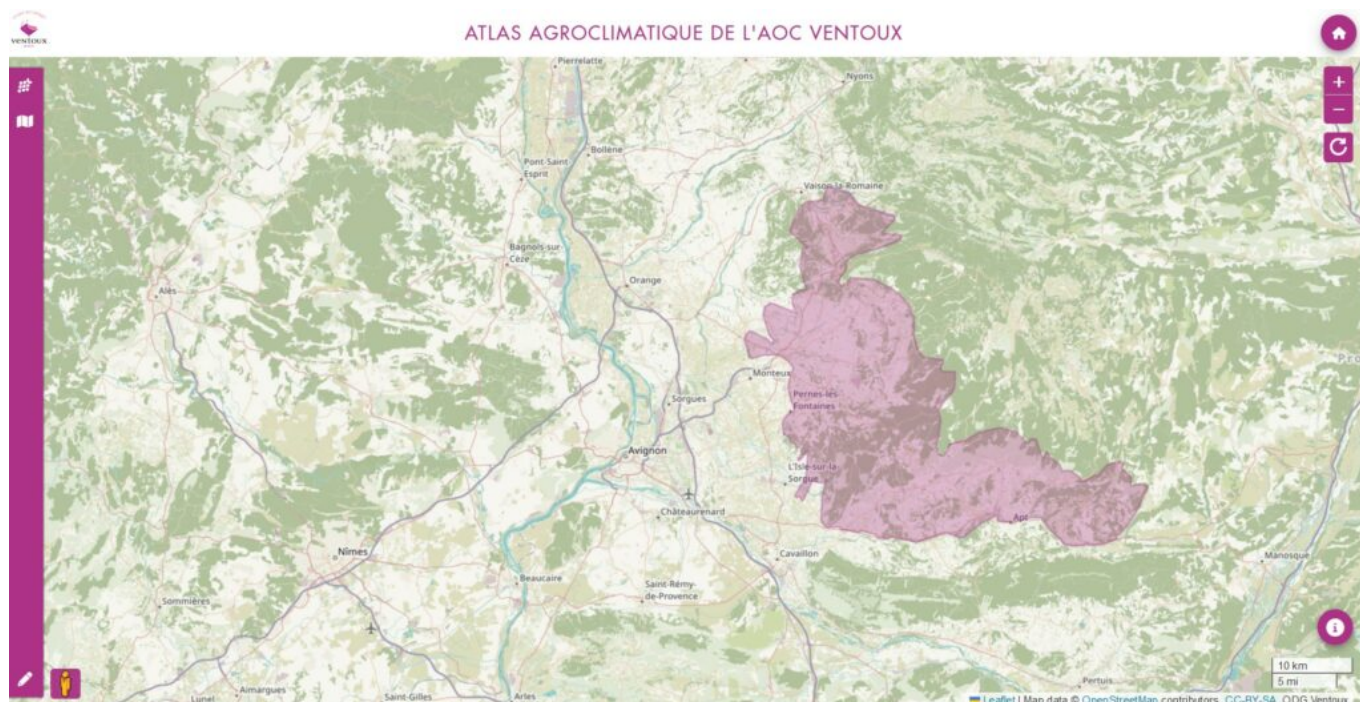 VENTOUX
ATLAS AGROCLIMATIQUE DE L'AOC VENTOUX
Pierrelatte
Nyons
+
−
Bollène
Pont-Saint
Esprit
Vaison-la-Romaine
Bagnols-sur-
Cèze
Orange
Alès
Monteux
Pernes-les
Fontaines
Sorgues
Avignon
L'Isle-sur-la
Sorgue
Châteaurenard
Apt
Nîmes
Cavaillon
Manosque
Beaucaire
Saint-Rémy-
de-Provence
Sommières
10 km
5 mi
Pertuis
Aimargues
Lunel
Saint-Gilles
Arles
Leaflet | Map data © OpenStreetMap contributors, CC-BY-SA, ODG Ventoux